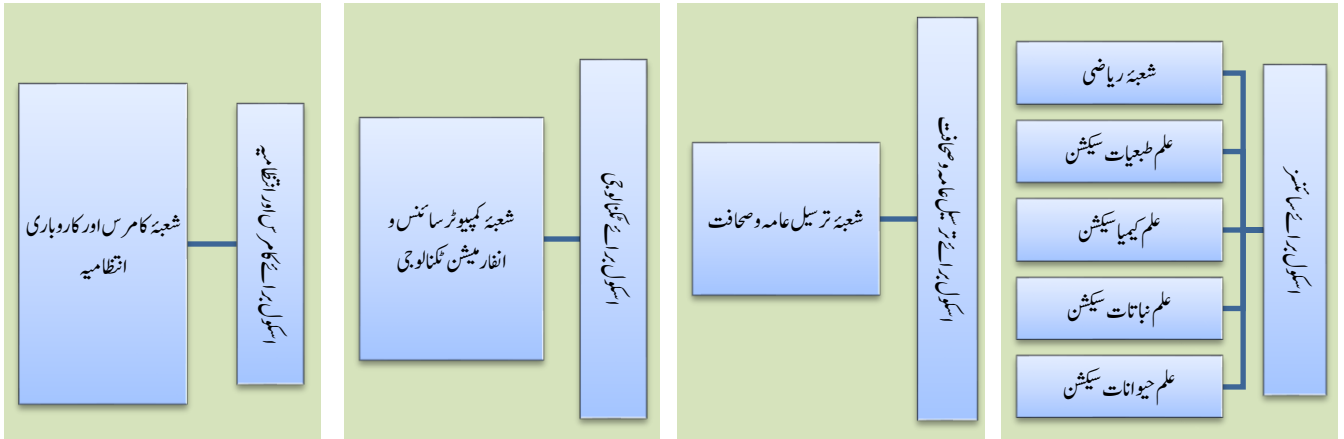 اسکول برائے سائنسز
شعبۂ ریاضی
علم طبعیات سیکشن
علم کیمیا سیکشن
علم نباتات سیکشن
علم حیوانات سیکشن
اسکول برائے ترسیل عامہ و صحافت
شعبۂ ترسیل عامہ و صحافت
اسکول برائے ٹکنالوجی
شعبۂ کمپیوٹر سائنس و
انفارمیشن ٹکنالوجی
اسکول برائے کامرس اور انتظامیہ
شعبۂ کامرس اور کاروباری
انتظامیہ